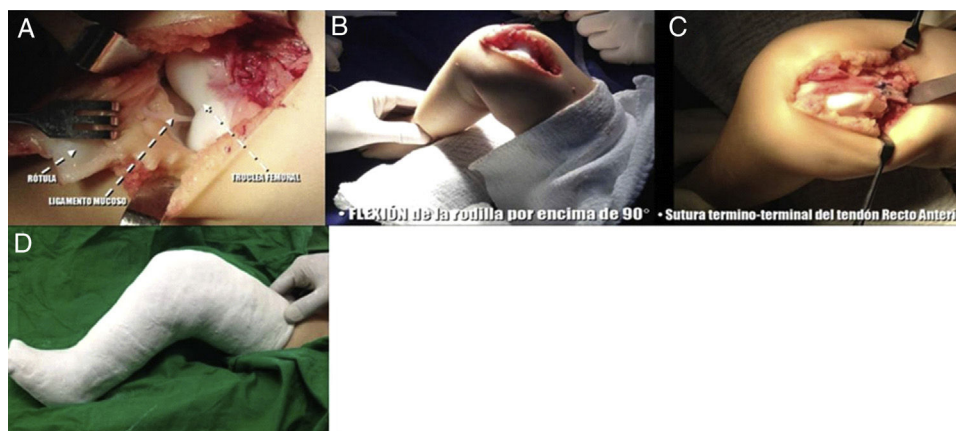 A
RÓTULA
LIGAMENTO MUCOSO
TROCLEA FEMORAL
B
• FLEXIÓN de la rodilla por encima de 90°
C
• Sutura termino-terminal del tendón Recto Anteri
D